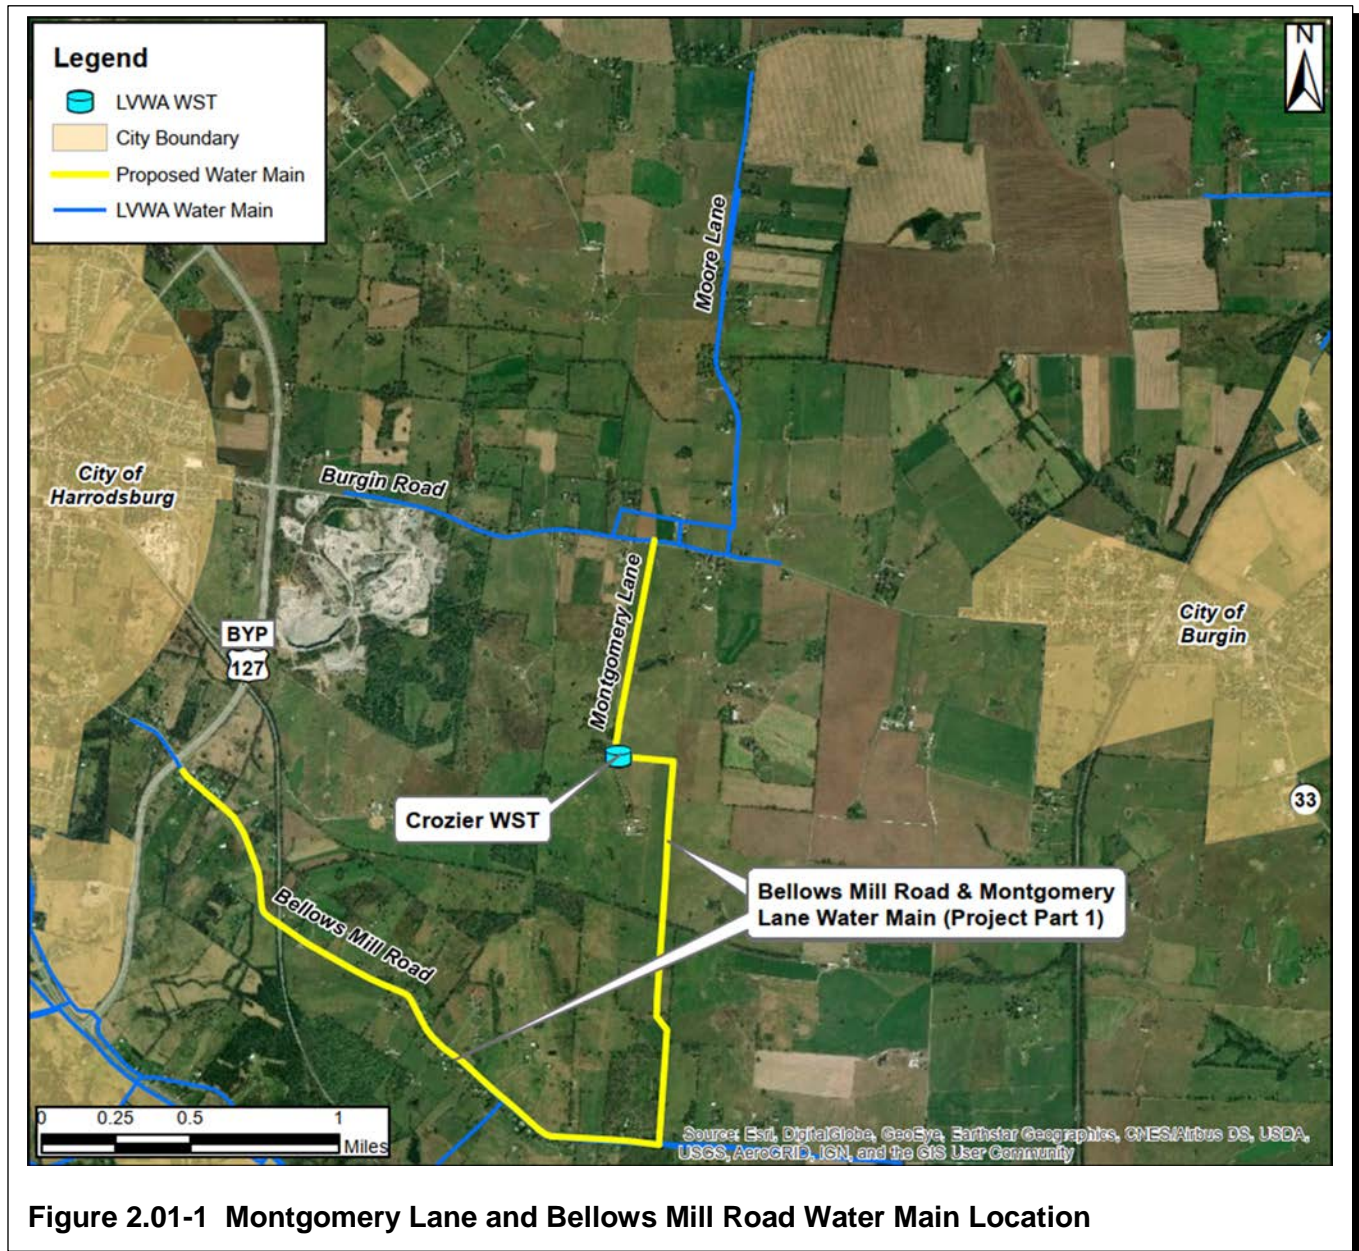 N
Legend
LVWA WST
City Boundary
Proposed Water Main
LVWA Water Main
Moore Lane
City of
Harrodsburg
Burgin Road
Montgomery Lane
City of
Burgin
BYP
127
33
Crozier WST
Bellows Mill Road & Montgomery
Lane Water Main (Project Part 1)
Bellows Mill Road
0 0.25 0.5 1
Miles
Source: Esri, DigitalGlobe, GeoEye, Earthstar Geographics, CNES/Airbus DS, USDA,
USGS, AeroGRID, IGN, and the GIS User Community
Figure 2.01-1 Montgomery Lane and Bellows Mill Road Water Main Location